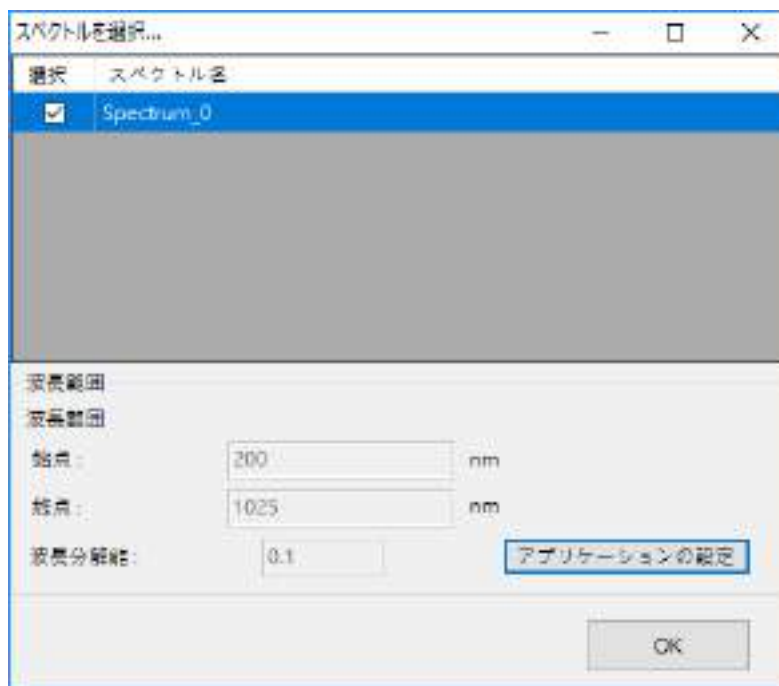 スペクトルを選択...
選択 スペクトル名
Spectrum_0
波長範囲
波長範囲
始点:
200
nm
終点:
1025
nm
波長分解能:
0.1
アプリケーションの設定
OK